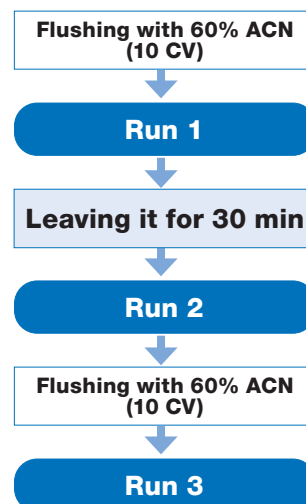 Flushing with 60% ACN
(10 CV)
Run 1
Leaving it for 30 min
Run 2
Flushing with 60% ACN
(10 CV)
Run 3